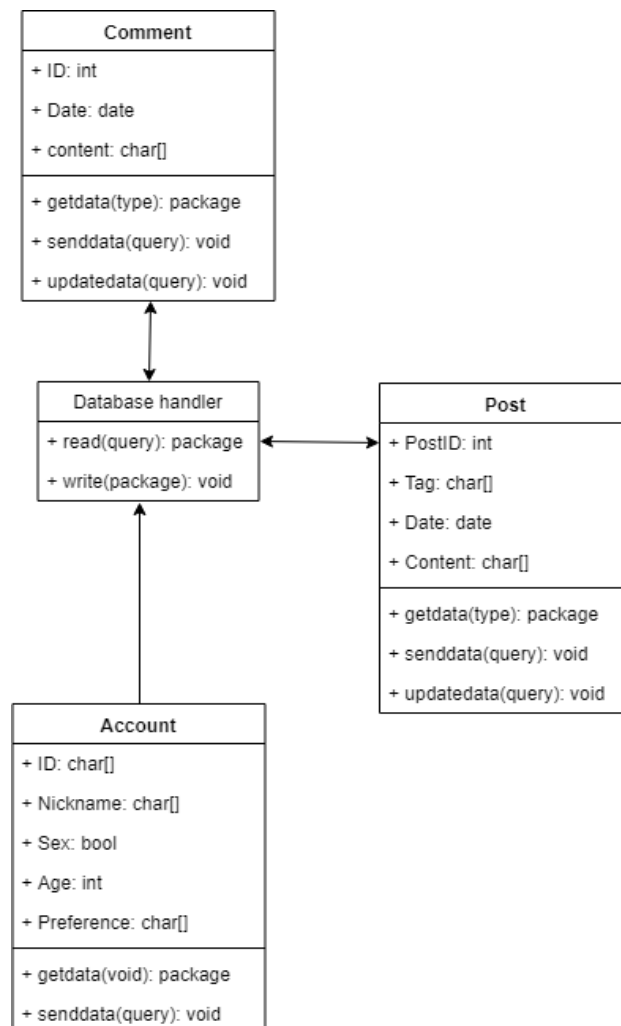 Comment
+ ID: int
+ Date: date
+ content: char[]
+ getdata(type): package
+ senddata(query): void
+ updatedata(query): void
Database handler
+ read(query): package
+ write(package): void
Post
+ PostID: int
+ Tag: char[]
+ Date: date
+ Content: char[]
+ getdata(type): package
+ senddata(query): void
+ updatedata(query): void
Account
+ ID: char[]
+ Nickname: char[]
+ Sex: bool
+ Age: int
+ Preference: char[]
+ getdata(void): package
+ senddata(query): void